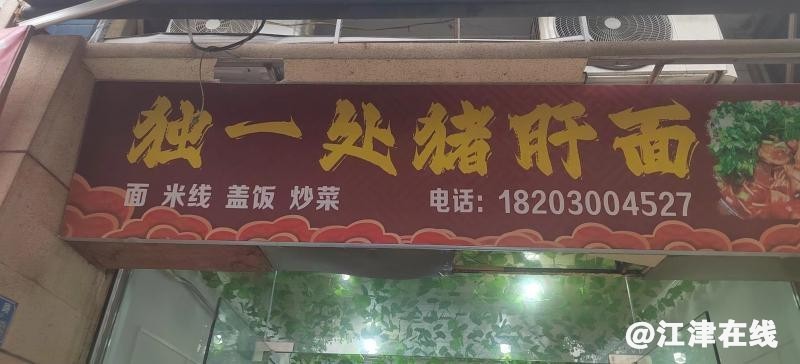 独一处猪肝面
面 米线 盖饭 炒菜
电话：18203004527
@江津在线